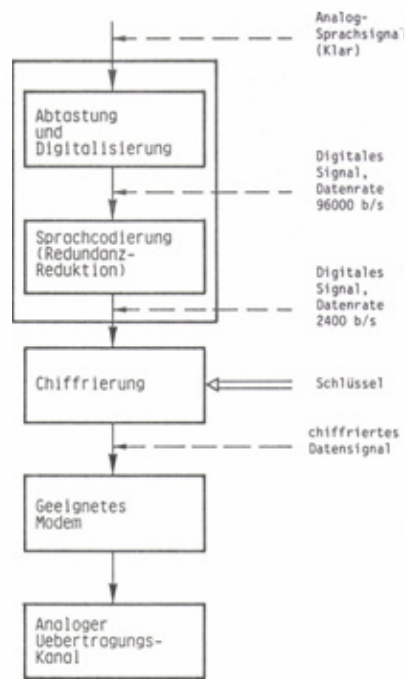 Analog-
Sprachsignal
(Klar)
Abtastung
und
Digitalisierung
Digitales
Signal,
Datenrate
96000 b/s
Sprachcodierung
(Redundanz-
Reduktion)
Digitales
Signal,
Datenrate
2400 b/s
Chiffrierung
Schlüssel
chiffriertes
Datensignal
Geeignetes
Modem
Analoger
Uebertragungs-
Kanal